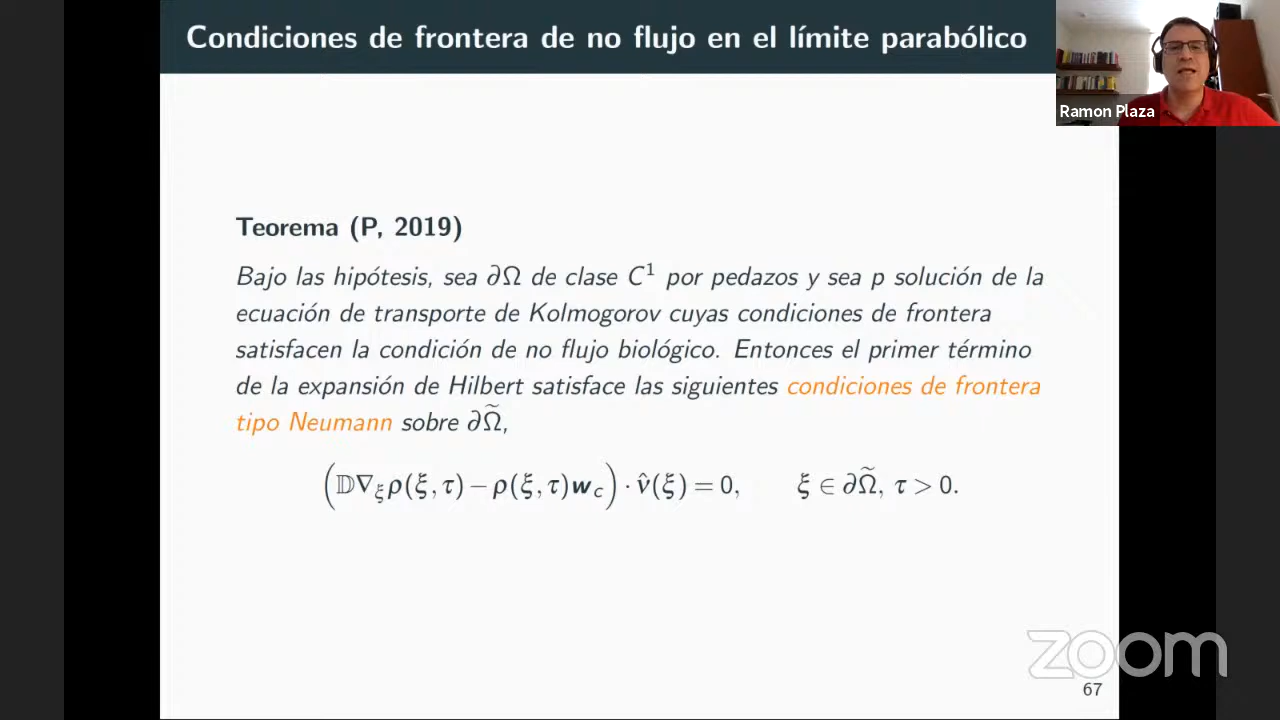 Condiciones de frontera de no flujo en el límite parabólico
Ramon Plaza
Teorema (P, 2019)
Bajo las hipótesis, sea ∂Ω de clase C¹ por pedazos y sea p solución de la
ecuación de transporte de Kolmogorov cuyas condiciones de frontera
satisfacen la condición de no flujo biológico. Entonces el primer término
de la expansión de Hilbert satisface las siguientes condiciones de frontera
tipo Neumann sobre ∂Ω̃,
(𝔻∇_ξ ρ(ξ, τ) − ρ(ξ, τ)w_c) · ν̂(ξ) = 0, ξ ∈ ∂Ω̃, τ > 0.
zoom
67